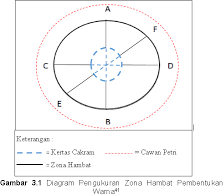 A
F
C
D
E
B
Keterangan :
= Kertas Cakram
= Cawan Petri
= Zona Hambat
Gambar 3.1 Diagram Pengukuran Zona Hambat Pembentukan
Warna